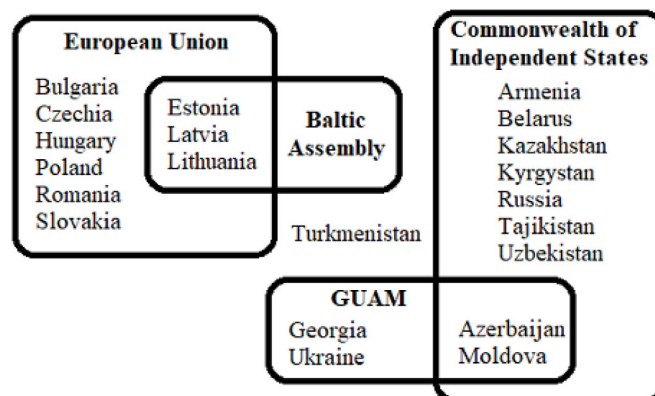 European Union
Bulgaria
Czechia
Hungary
Poland
Romania
Slovakia
Estonia
Latvia
Lithuania
Baltic
Assembly
Commonwealth of
Independent States
Armenia
Belarus
Kazakhstan
Kyrgystan
Russia
Tajikistan
Uzbekistan
Turkmenistan
GUAM
Georgia
Ukraine
Azerbaijan
Moldova